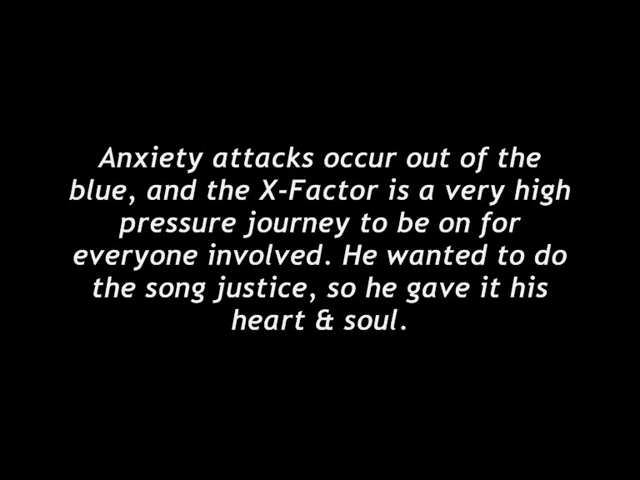 Anxiety attacks occur out of the
blue, and the X-Factor is a very high
pressure journey to be on for
everyone involved. He wanted to do
the song justice, so he gave it his
heart & soul.